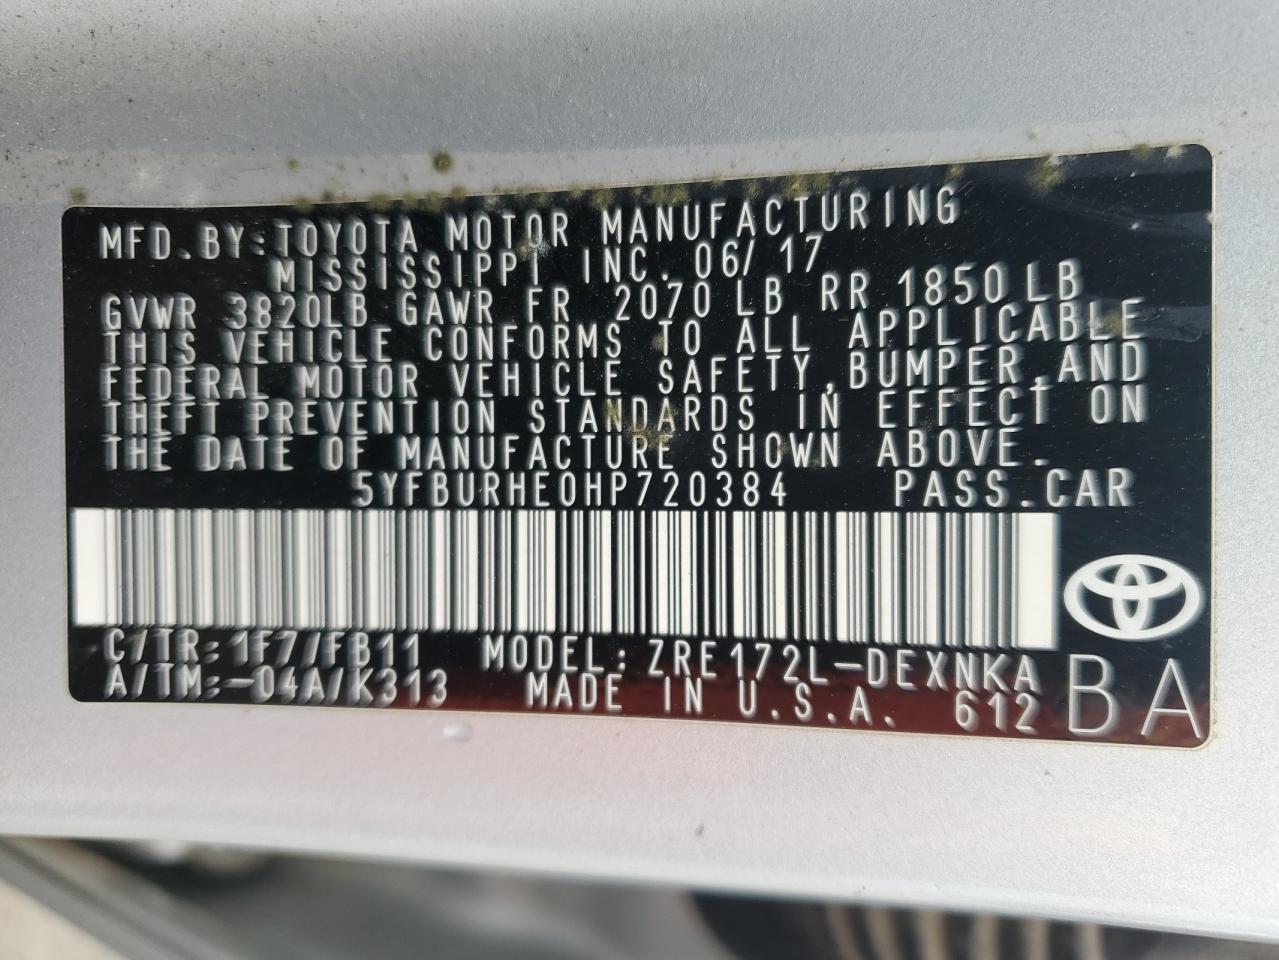 MFD.BY:TOYOTA MOTOR MANUFACTURING
MISSISSIPPI INC. 06/17
GVWR 3820LB GAWR FR 2070 LB RR 1850 LB
THIS VEHICLE CONFORMS TO ALL APPLICABLE
FEDERAL MOTOR VEHICLE SAFETY,BUMPER,AND
THEFT PREVENTION STANDARDS IN EFFECT ON
THE DATE OF MANUFACTURE SHOWN ABOVE.
5YFBURHE0HP720384 PASS.CAR
C/TR:1F7/FB11 MODEL:ZRE172L-DEXNKA
A/TM:-04A/K313 MADE IN U.S.A. 612
BA